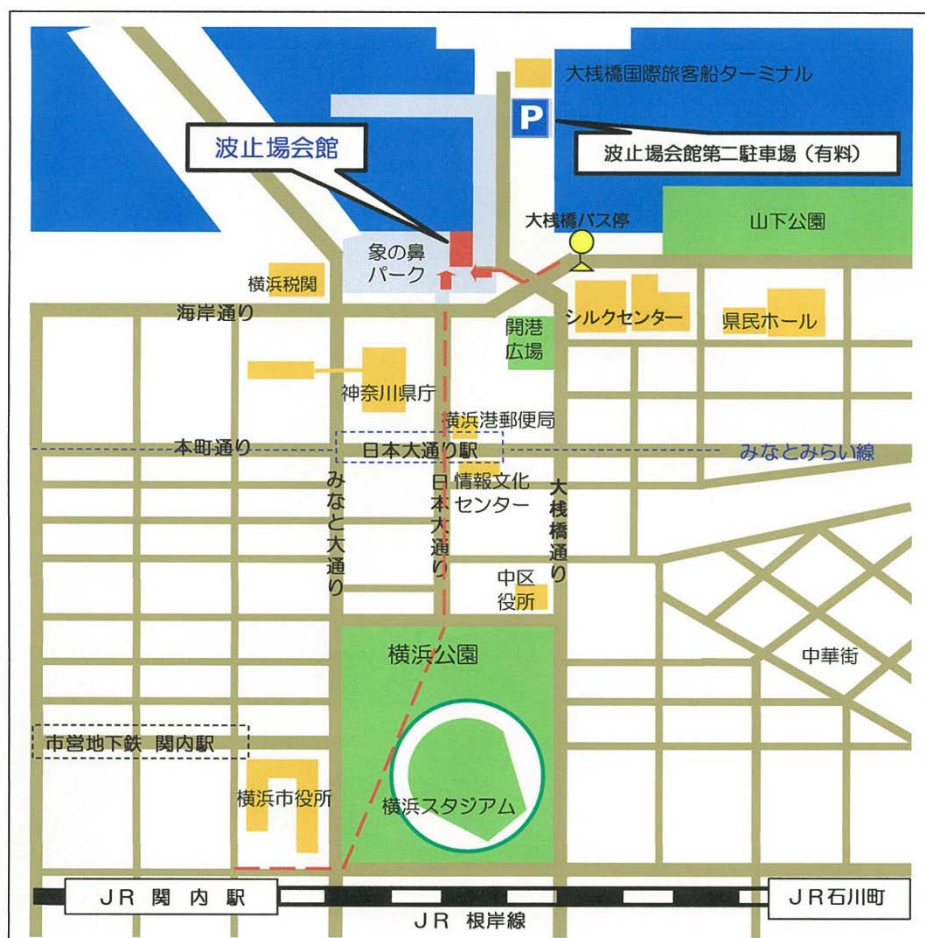 大桟橋国際旅客船ターミナル
P
波止場会館
波止場会館第二駐車場（有料）
大桟橋バス停
山下公園
象の鼻
パーク
横浜税関
海岸通り
シルクセンター
県民ホール
開港
広場
神奈川県庁
横浜港郵便局
本町通り
日本大通り駅
みなとみらい線
みなと大通り
日本大通り
情報文化
センター
大桟橋通り
中区
役所
横浜公園
中華街
市営地下鉄 関内駅
横浜市役所
横浜スタジアム
ＪＲ 関 内 駅
ＪＲ石川町
ＪＲ 根岸線